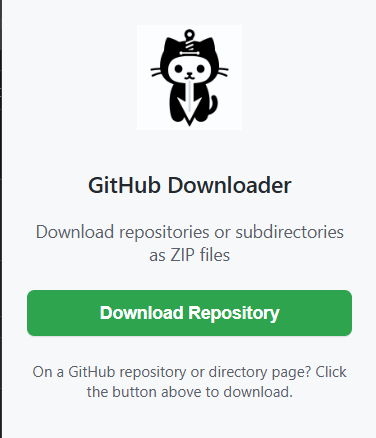 GitHub Downloader
Download repositories or subdirectories
as ZIP files
Download Repository
On a GitHub repository or directory page? Click
the button above to download.